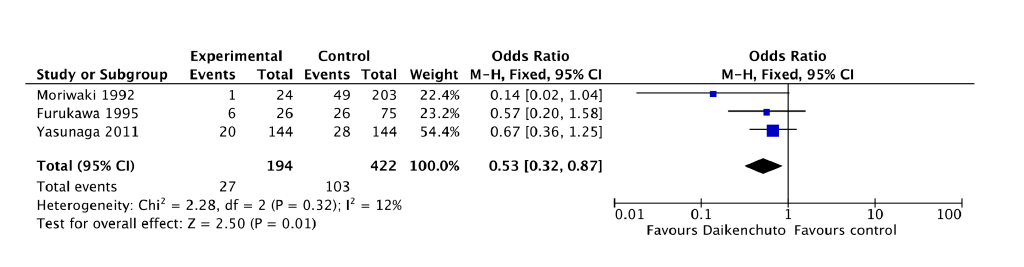 Experimental Control Odds Ratio Odds Ratio
Study or Subgroup Events Total Events Total Weight M-H, Fixed, 95% CI M-H, Fixed, 95% CI
Moriwaki 1992 1 24 49 203 22.4% 0.14 [0.02, 1.04]
Furukawa 1995 6 26 26 75 23.2% 0.57 [0.20, 1.58]
Yasunaga 2011 20 144 28 144 54.4% 0.67 [0.36, 1.25]
Total (95% CI) 194 422 100.0% 0.53 [0.32, 0.87]
Total events 27 103
Heterogeneity: Chi² = 2.28, df = 2 (P = 0.32); I² = 12%
Test for overall effect: Z = 2.50 (P = 0.01)
0.01 0.1 1 10 100
Favours Daikenchuto Favours control